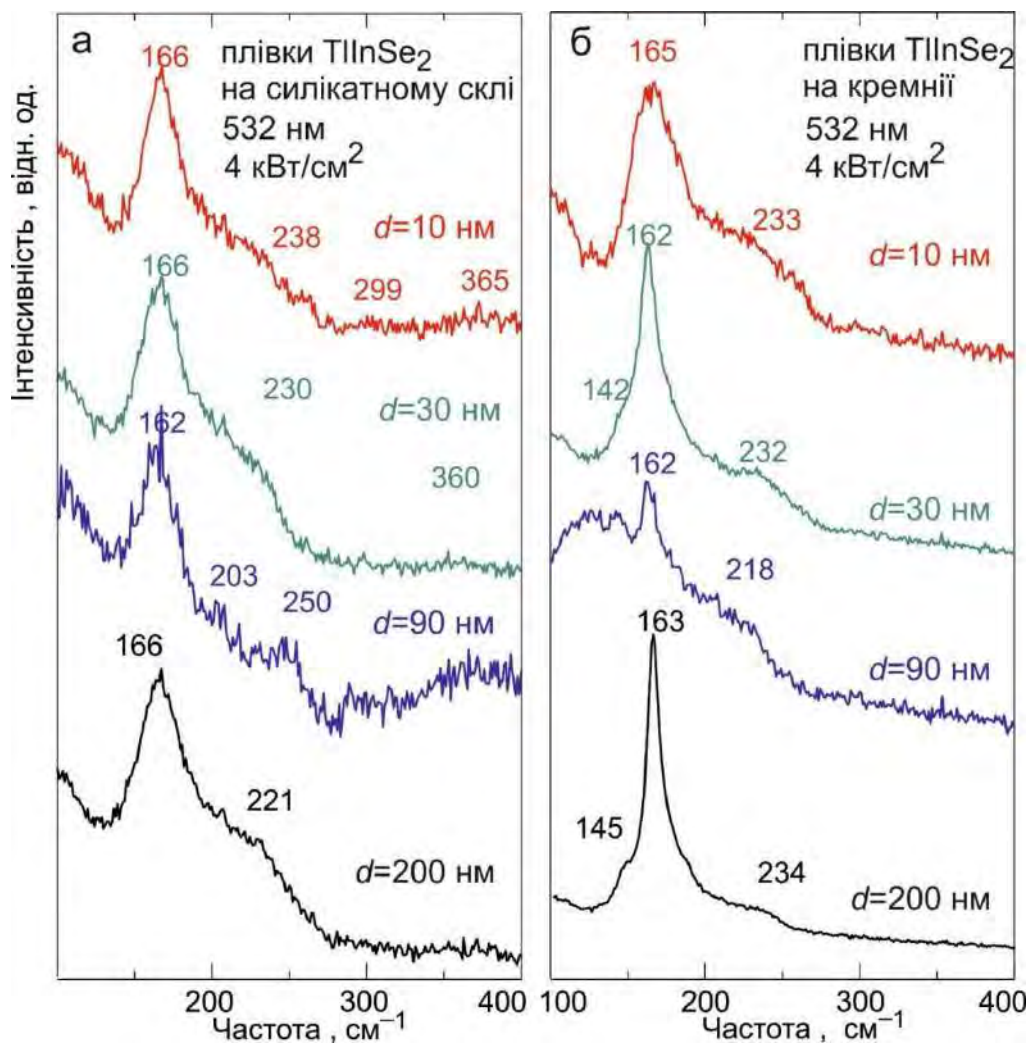 Інтенсивність , відн. од.
а
166
плівки TlInSe2
на силікатному склі
532 нм
4 кВт/см2
238
d=10 нм
166
299
365
230
d=30 нм
162
360
203
250
d=90 нм
166
221
d=200 нм
200
300
400
Частота , см–1
б
165
плівки TlInSe2
на кремнії
532 нм
4 кВт/см2
162
233
d=10 нм
142
232
162
d=30 нм
218
163
d=90 нм
145
234
d=200 нм
100
200
300
400
Частота , см–1